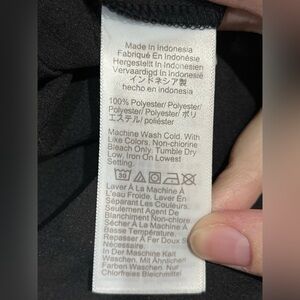 Made In Indonesia
Fabriqué En Indonésie
Hergestellt In Indonesien
Vervaardigd In Indonesië
インドネシア製
hecho en indonesia
100% Polyester/ Polyester/
Polyester/ Polyester/ ポリ
エステル/ poliéster
Machine Wash Cold. With
Like Colors. Non-chlorine
Bleach Only. Tumble Dry
Low. Iron On Lowest
Setting.
30
Laver À La Machine À
L'eau Froide. Laver En
Séparant Les Couleurs.
Seulement Agent De
Blanchiment Non-chlore.
Sécher À La Machine À
Basse Température.
Repasser À Fer Doux Si
Necessaire.
In Der Maschine Kalt
Waschen. Mit Ähnlichen
Farben Waschen. Nur
Chlorfreies Bleichmittel